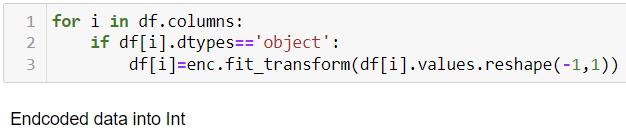 1 for i in df.columns:
2     if df[i].dtypes=='object':
3         df[i]=enc.fit_transform(df[i].values.reshape(-1,1))
Endcoded data into Int